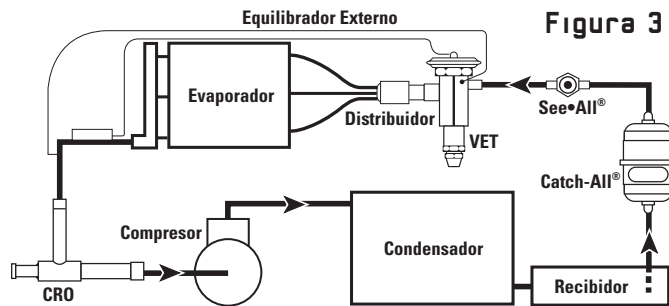 Equilibrador Externo
Figura 3
Evaporador
Distribuidor
VET
See•All®
Catch-All®
Compresor
Condensador
Recibidor
CRO